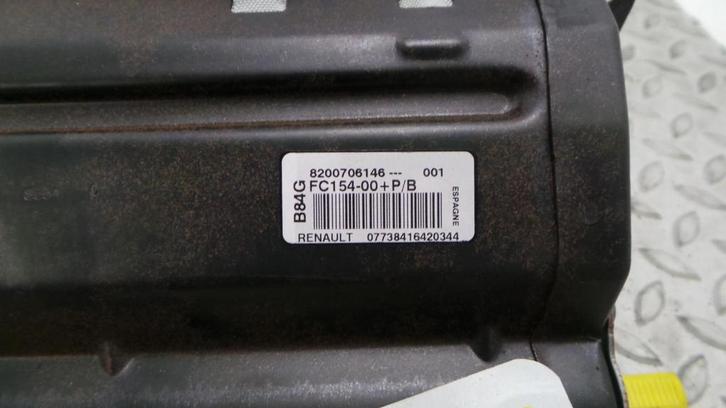 8200706146 --- 001
FC154-00+P/B
B84G
ESPAGNE
RENAULT 07738416420344